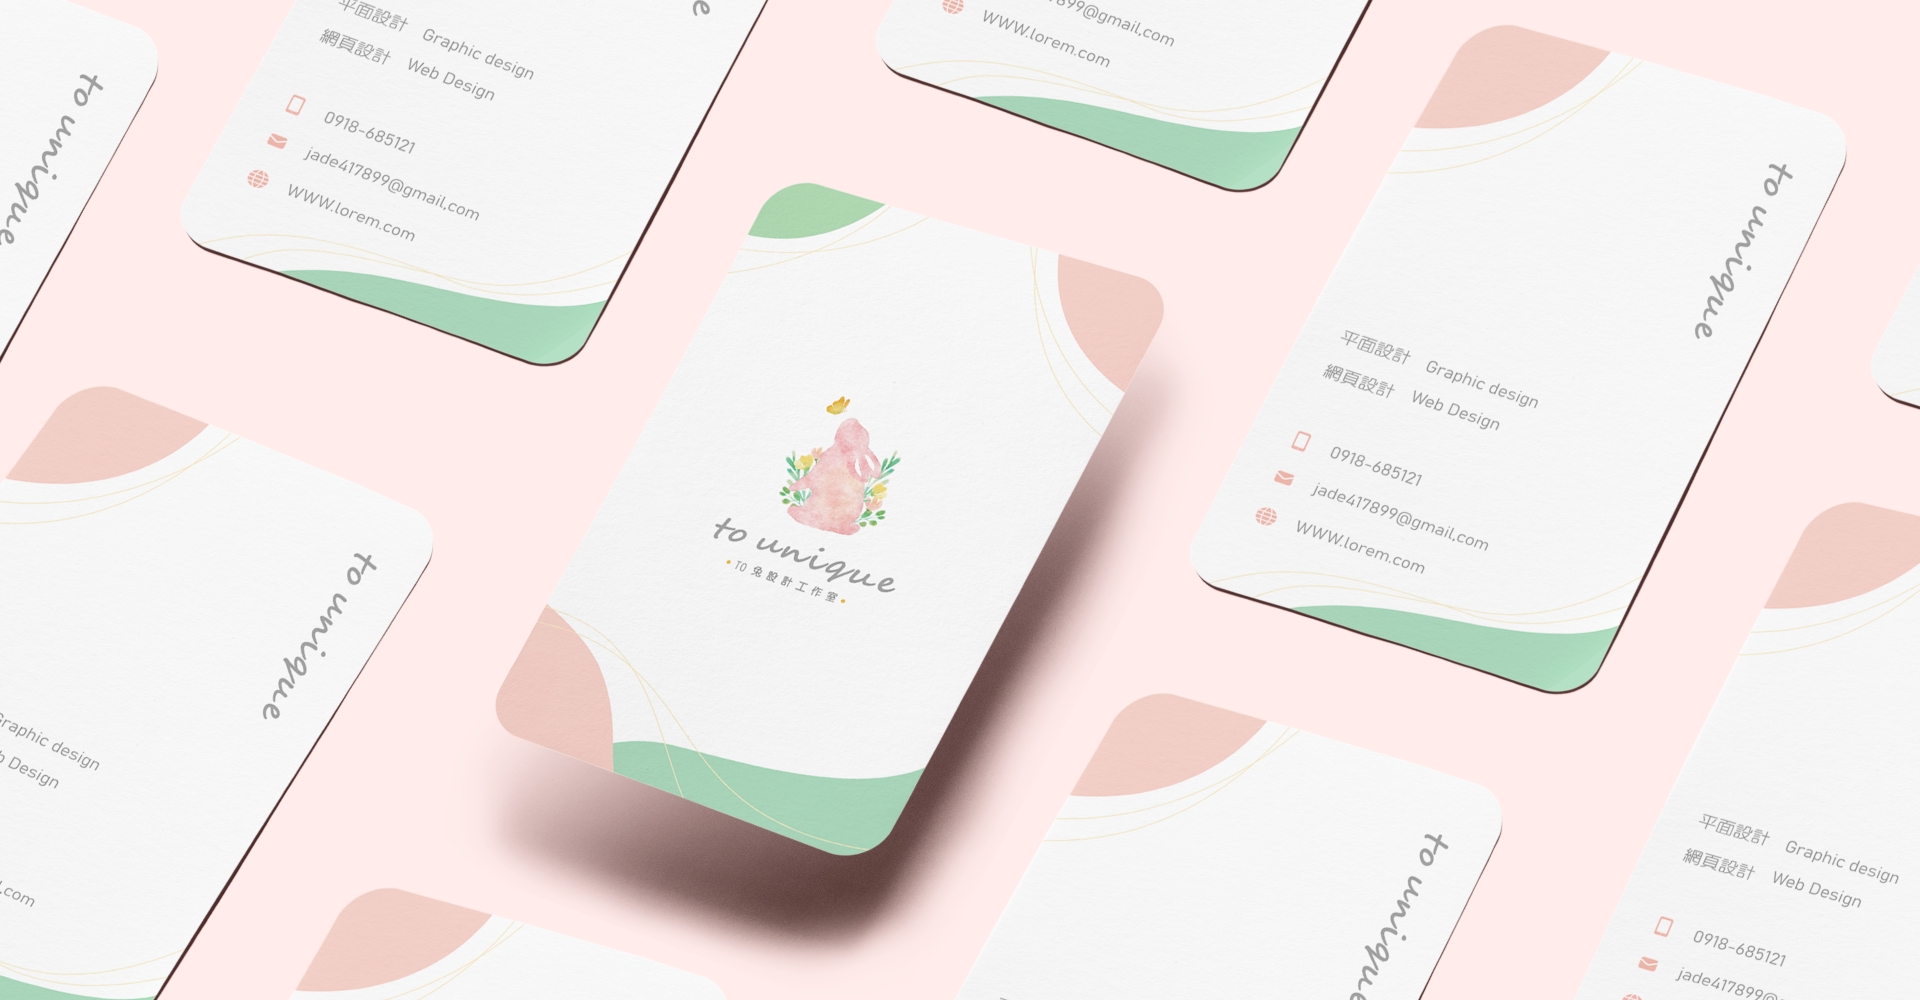 to unique
平面設計 Graphic design
網頁設計 Web Design
0918-685121
jade417899@gmail,com
WWW.lorem.com
899@gmail,com
WWW.lorem.com
to unique
平面設計 Graphic design
網頁設計 Web Design
0918-685121
jade417899@gmail,com
WWW.lorem.com
to unique
•TO 兔設計工作室•
to unique
Graphic design
Design
.com
to unique
平面設計 Graphic design
網頁設計 Web Design
0918-685121
jade417899@